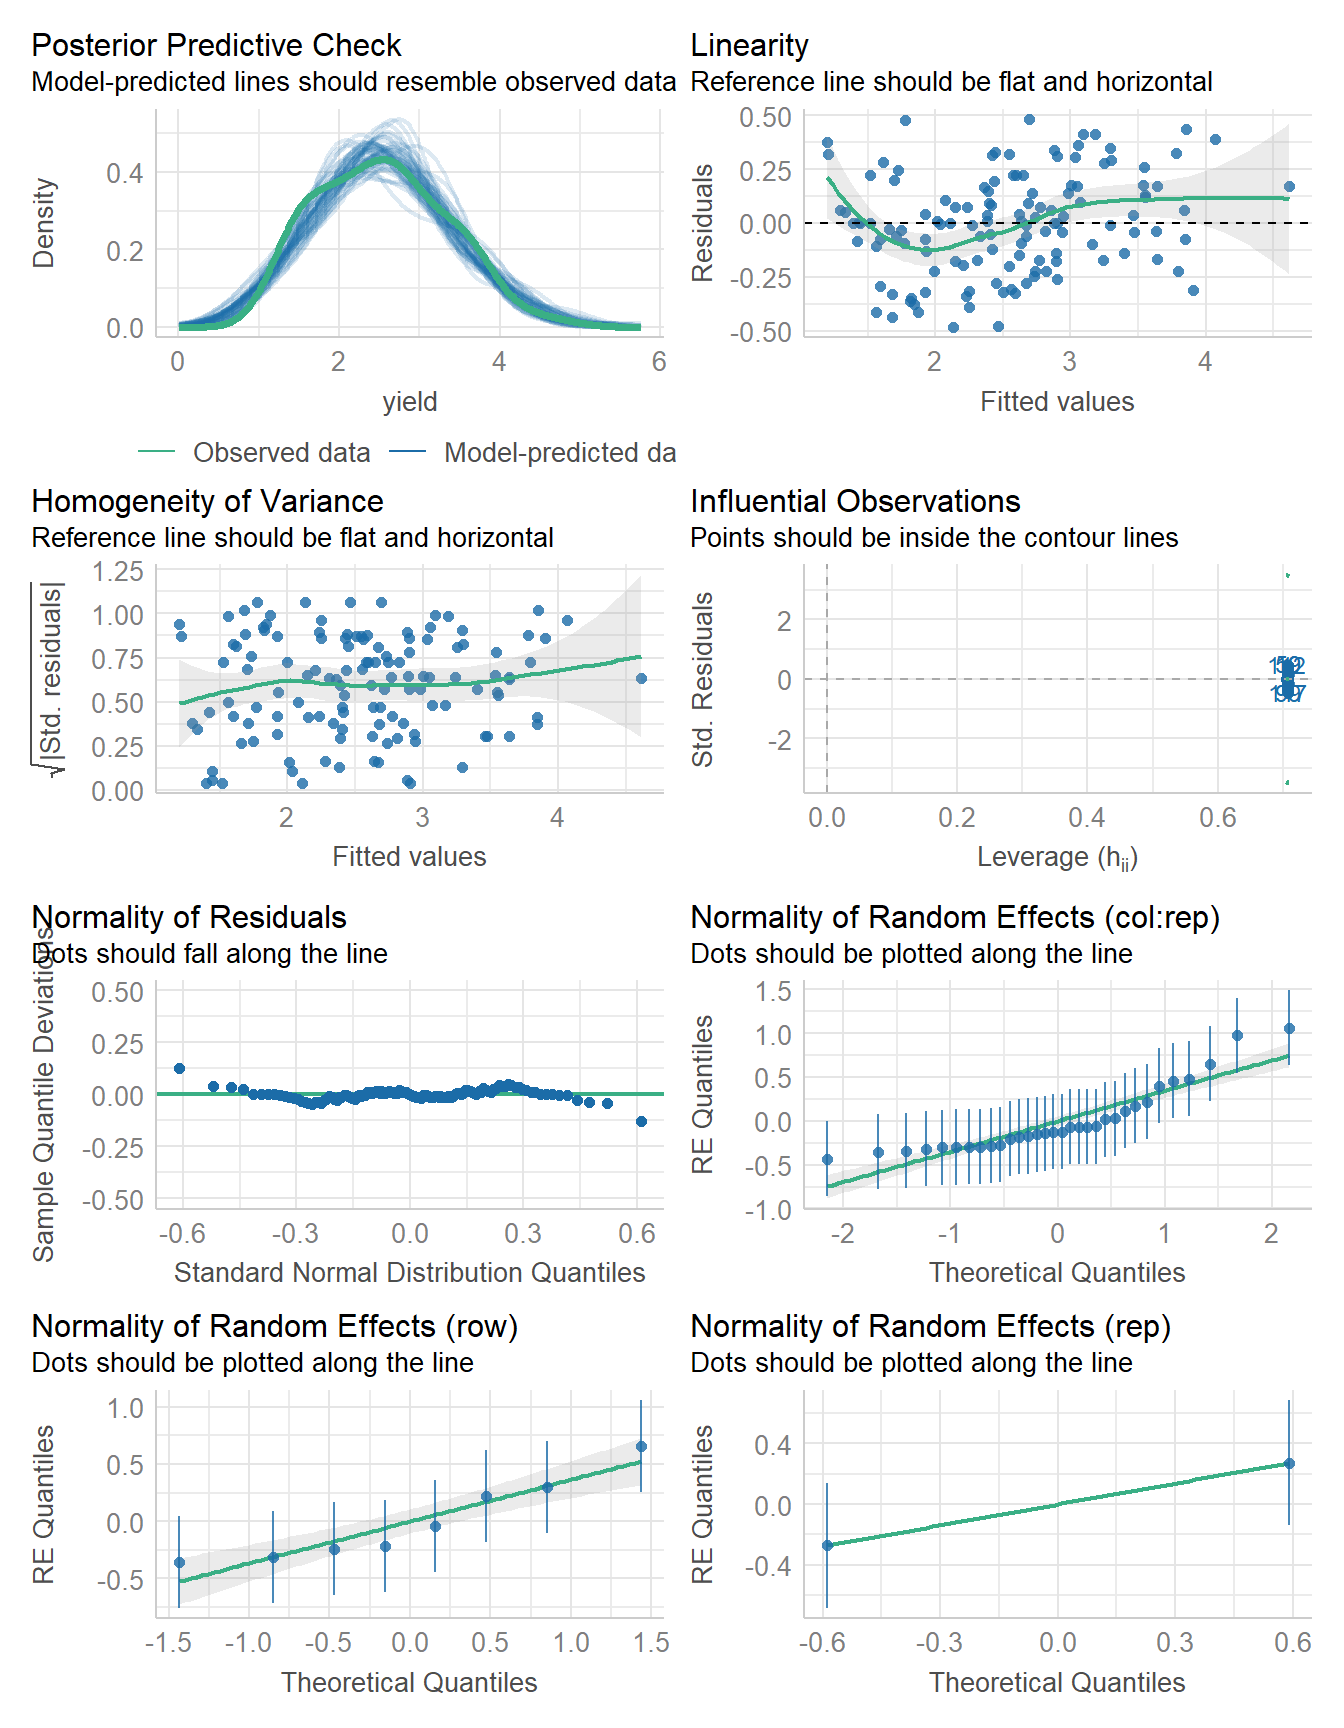 Posterior Predictive Check
Model-predicted lines should resemble observed data
Density
0.4
0.2
0.0
0 2 4 6
yield
Observed data Model-predicted da
Linearity
Reference line should be flat and horizontal
Residuals
0.50
0.25
0.00
-0.25
-0.50
2 3 4
Fitted values
Homogeneity of Variance
Reference line should be flat and horizontal
√|Std. residuals|
1.25
1.00
0.75
0.50
0.25
0.00
2 3 4
Fitted values
Influential Observations
Points should be inside the contour lines
Std. Residuals
2
0
-2
0.0 0.2 0.4 0.6
Leverage (hii)
Normality of Residuals
Dots should fall along the line
Sample Quantile Deviations
0.50
0.25
0.00
-0.25
-0.50
-0.6 -0.3 0.0 0.3 0.6
Standard Normal Distribution Quantiles
Normality of Random Effects (col:rep)
Dots should be plotted along the line
RE Quantiles
1.5
1.0
0.5
0.0
-0.5
-1.0
-2 -1 0 1 2
Theoretical Quantiles
Normality of Random Effects (row)
Dots should be plotted along the line
RE Quantiles
1.0
0.5
0.0
-0.5
-1.5 -1.0 -0.5 0.0 0.5 1.0 1.5
Theoretical Quantiles
Normality of Random Effects (rep)
Dots should be plotted along the line
RE Quantiles
0.4
0.0
-0.4
-0.6 -0.3 0.0 0.3 0.6
Theoretical Quantiles